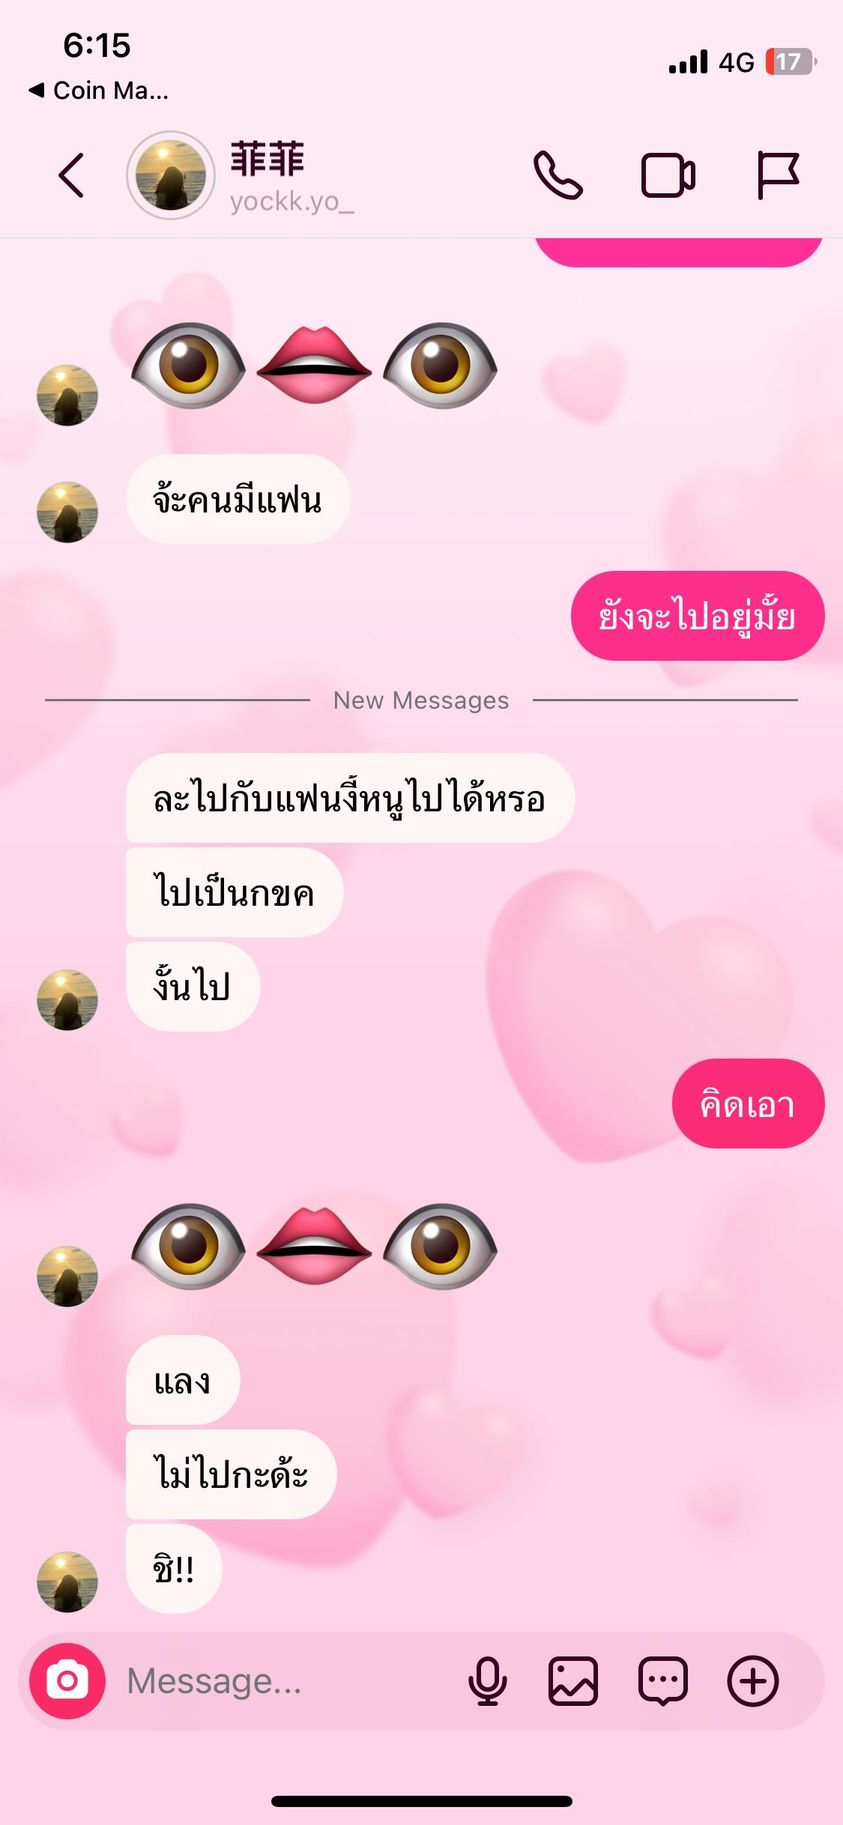 6:15
4G
17
Coin Ma...
菲菲
yockk.yo_
👁👄👁
จ้ะคนมีแฟน
ยังจะไปอยู่มั้ย
New Messages
ละไปกับแฟนงี้หนูไปได้หรอ
ไปเป็นกขค
งั้นไป
คิดเอา
👁👄👁
แลง
ไม่ไปกะด้ะ
ชิ!!
Message...